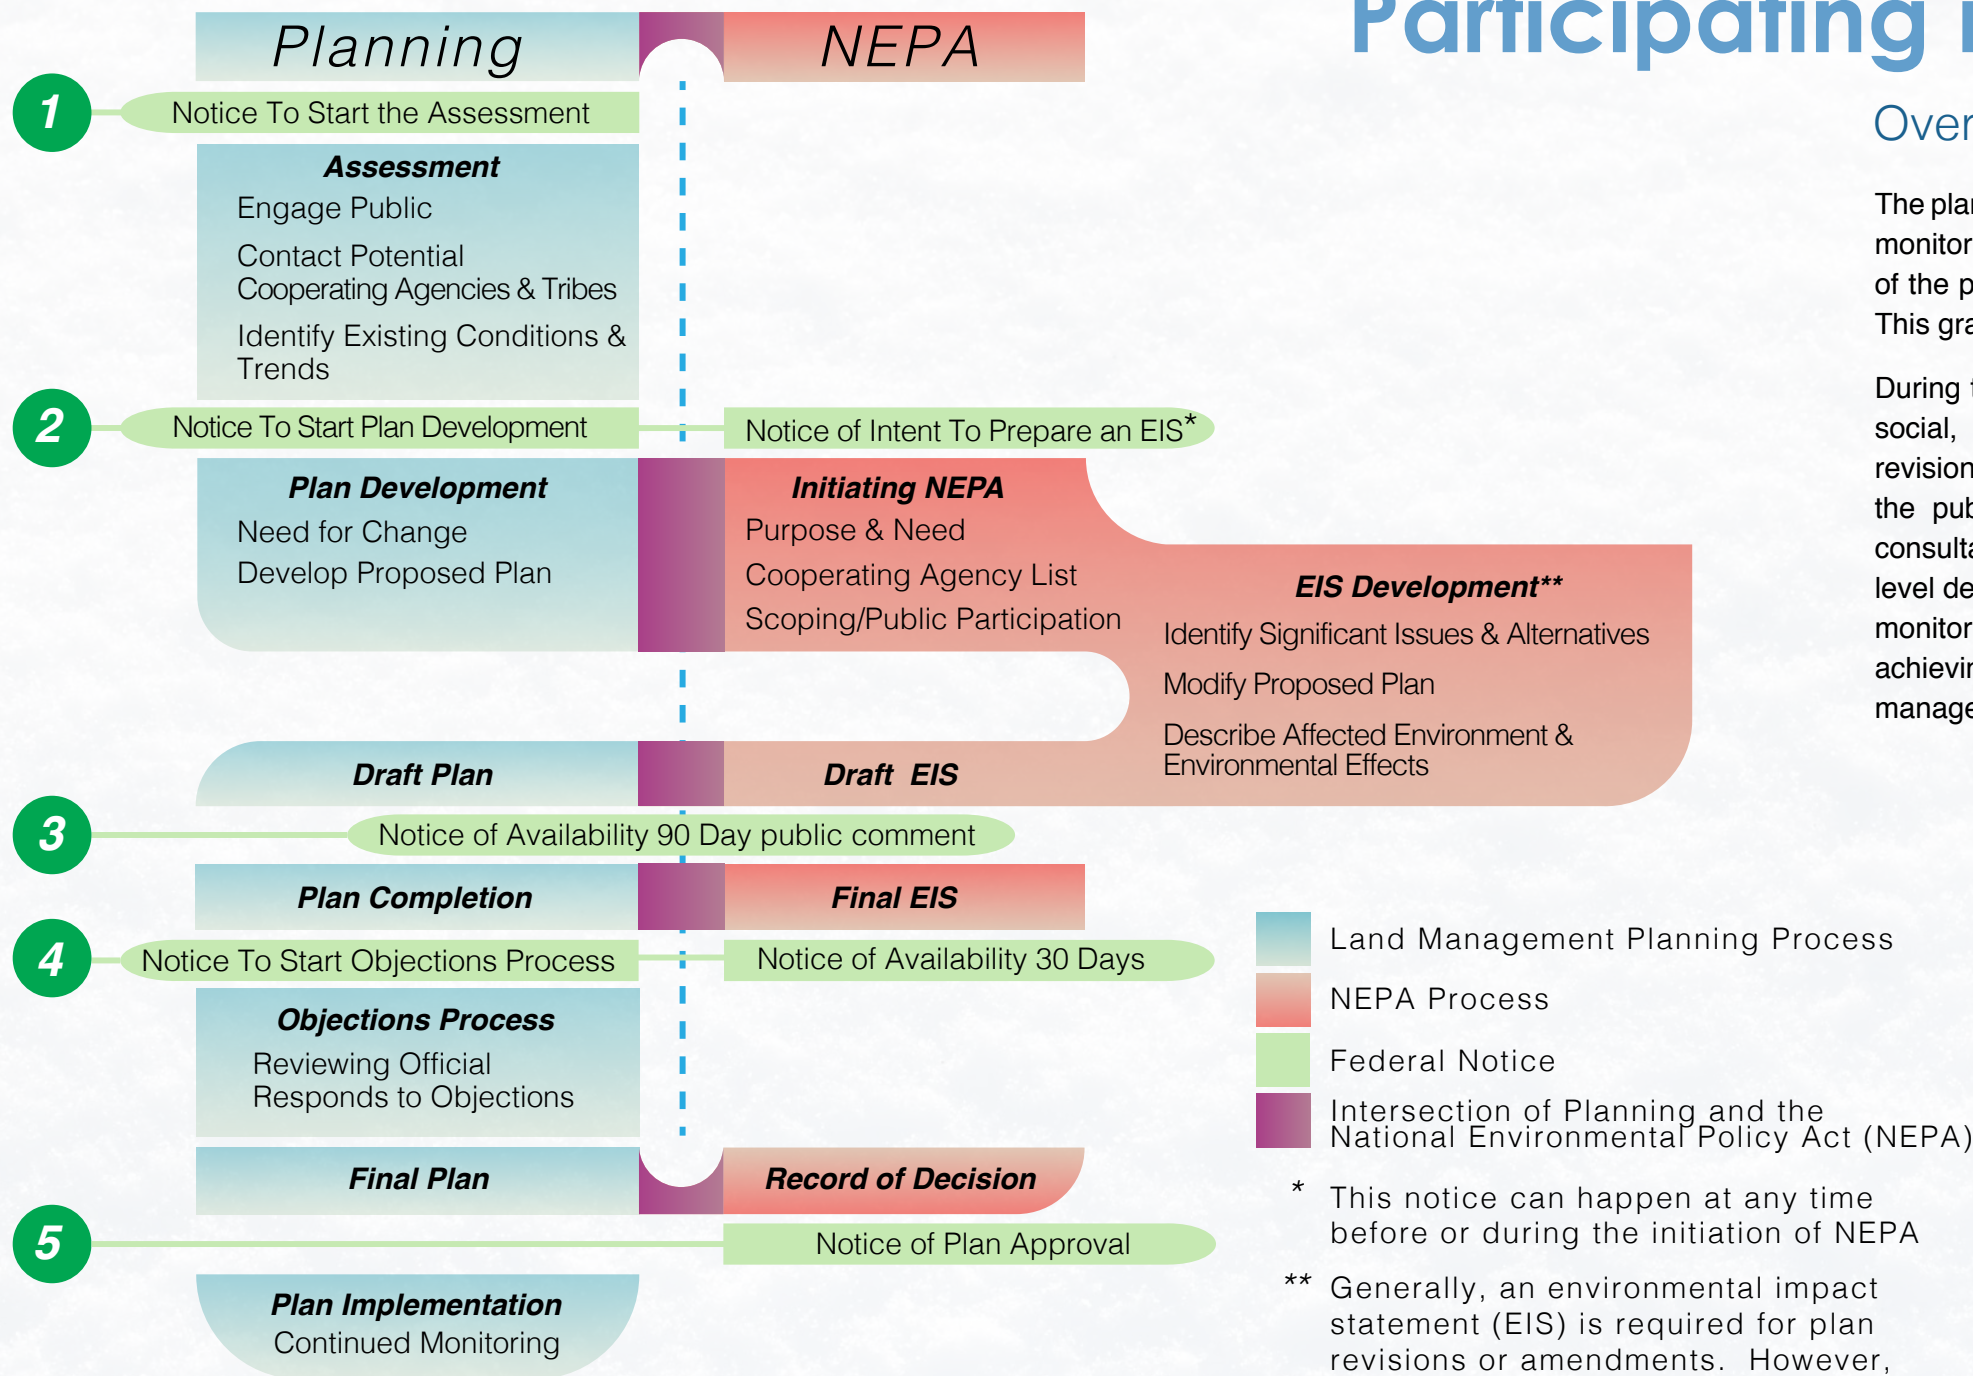 Planning
NEPA
1
Notice To Start the Assessment
Assessment
Engage Public
Contact Potential
Cooperating Agencies & Tribes
Identify Existing Conditions &
Trends
2
Notice To Start Plan Development
Notice of Intent To Prepare an EIS*
Plan Development
Need for Change
Develop Proposed Plan
Initiating NEPA
Purpose & Need
Cooperating Agency List
Scoping/Public Participation
EIS Development**
Identify Significant Issues & Alternatives
Modify Proposed Plan
Describe Affected Environment &
Environmental Effects
Draft Plan
Draft EIS
3
Notice of Availability 90 Day public comment
Plan Completion
Final EIS
4
Notice To Start Objections Process
Notice of Availability 30 Days
Objections Process
Reviewing Official
Responds to Objections
Final Plan
Record of Decision
5
Notice of Plan Approval
Plan Implementation
Continued Monitoring
Participating
Over
The plan
monitor
of the p
This gra
During t
social,
revision
the pub
consulta
level de
monitor
achievin
manage
Land Management Planning Process
NEPA Process
Federal Notice
Intersection of Planning and the
National Environmental Policy Act (NEPA)
* This notice can happen at any time
before or during the initiation of NEPA
** Generally, an environmental impact
statement (EIS) is required for plan
revisions or amendments. However,